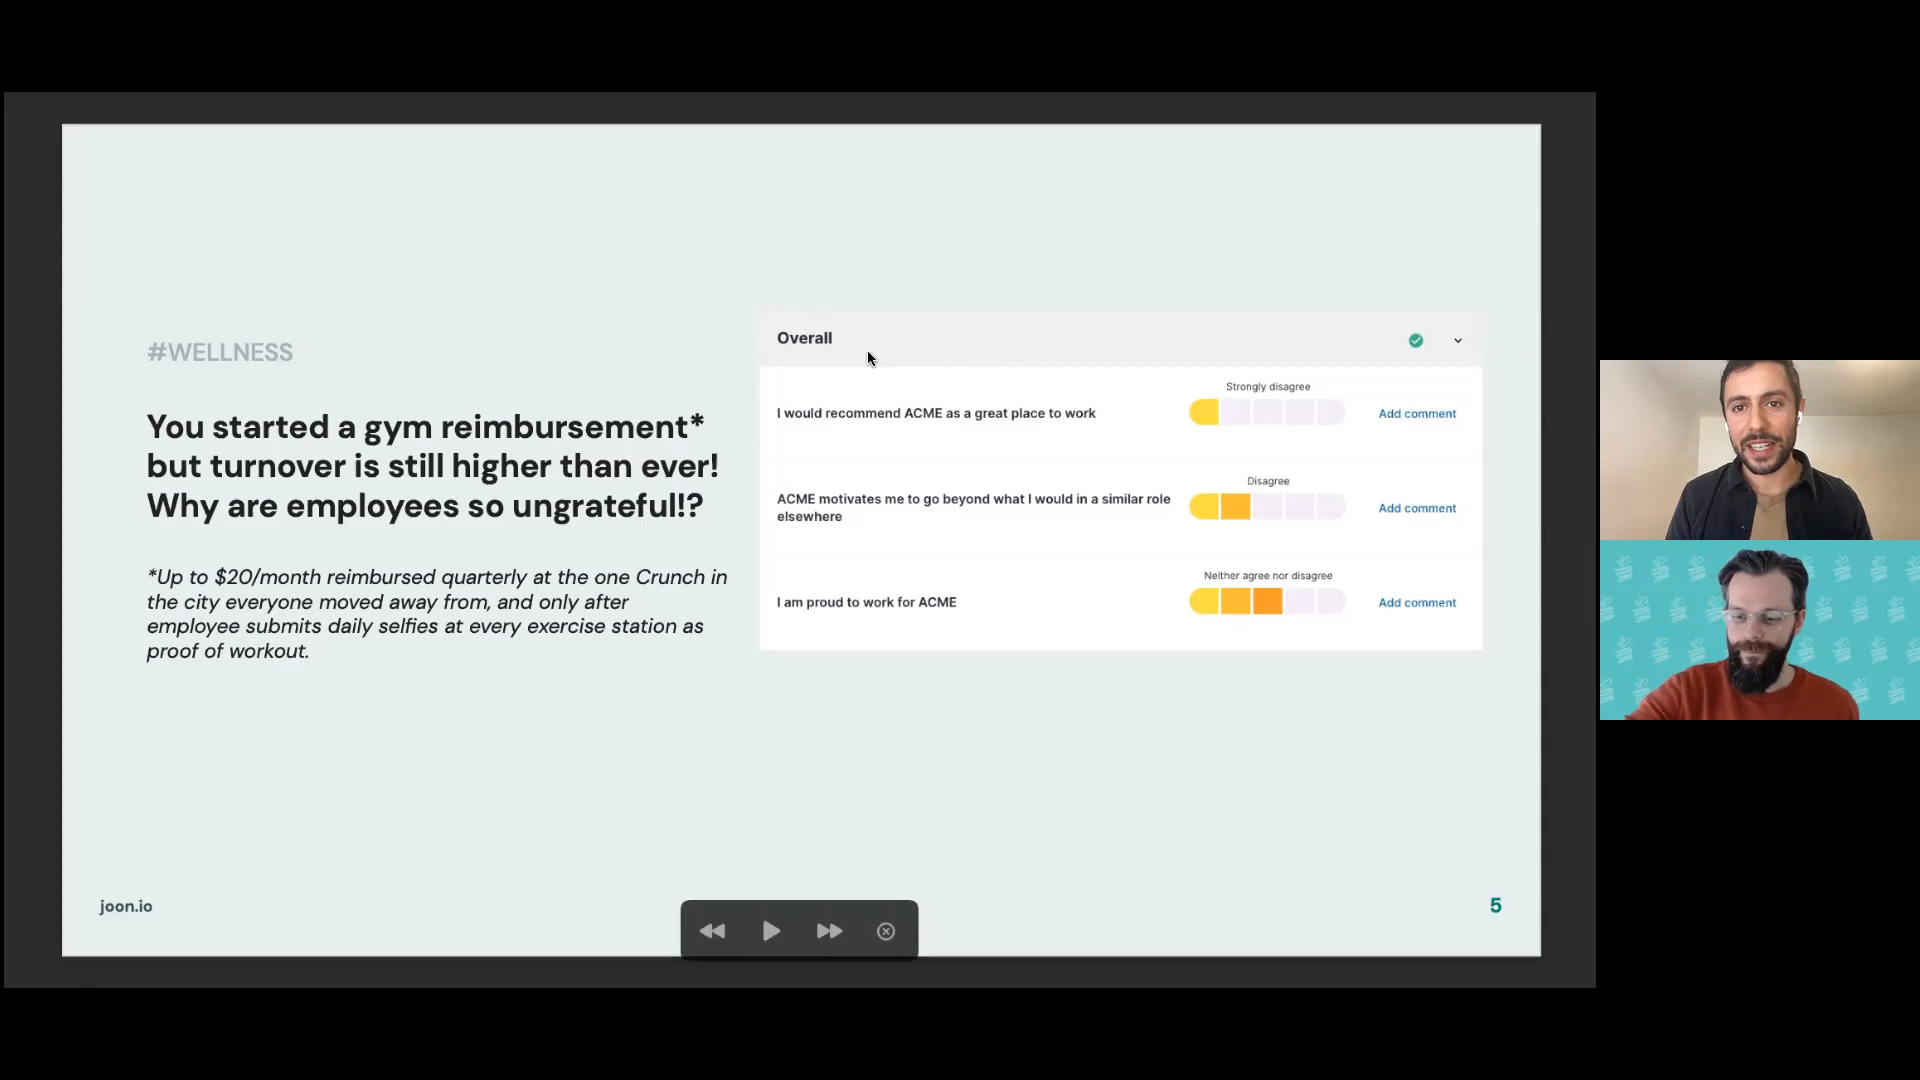 #WELLNESS
You started a gym reimbursement*
but turnover is still higher than ever!
Why are employees so ungrateful!?
*Up to $20/month reimbursed quarterly at the one Crunch in
the city everyone moved away from, and only after
employee submits daily selfies at every exercise station as
proof of workout.
Overall
Strongly disagree
I would recommend ACME as a great place to work
Add comment
Disagree
ACME motivates me to go beyond what I would in a similar role
elsewhere
Add comment
Neither agree nor disagree
I am proud to work for ACME
Add comment
joon.io
5